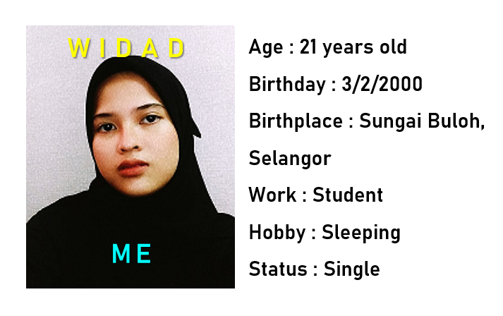 WIDAD
ME
Age : 21 years old
Birthday : 3/2/2000
Birthplace : Sungai Buloh,
Selangor
Work : Student
Hobby : Sleeping
Status : Single